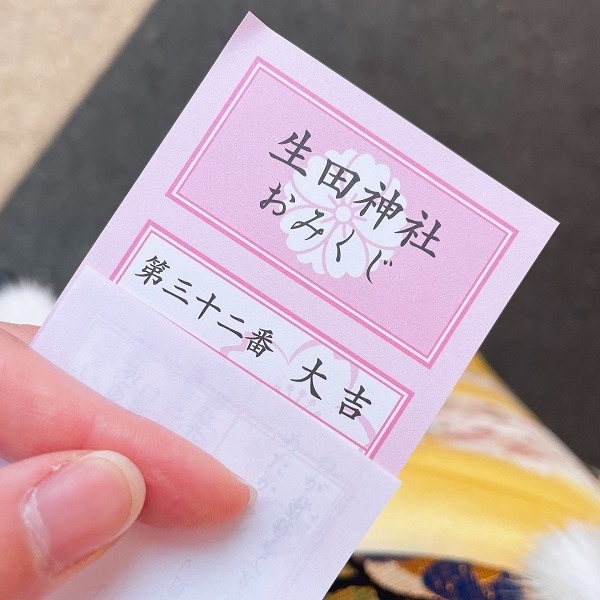 生田神社
おみくじ
第三十二番 大吉